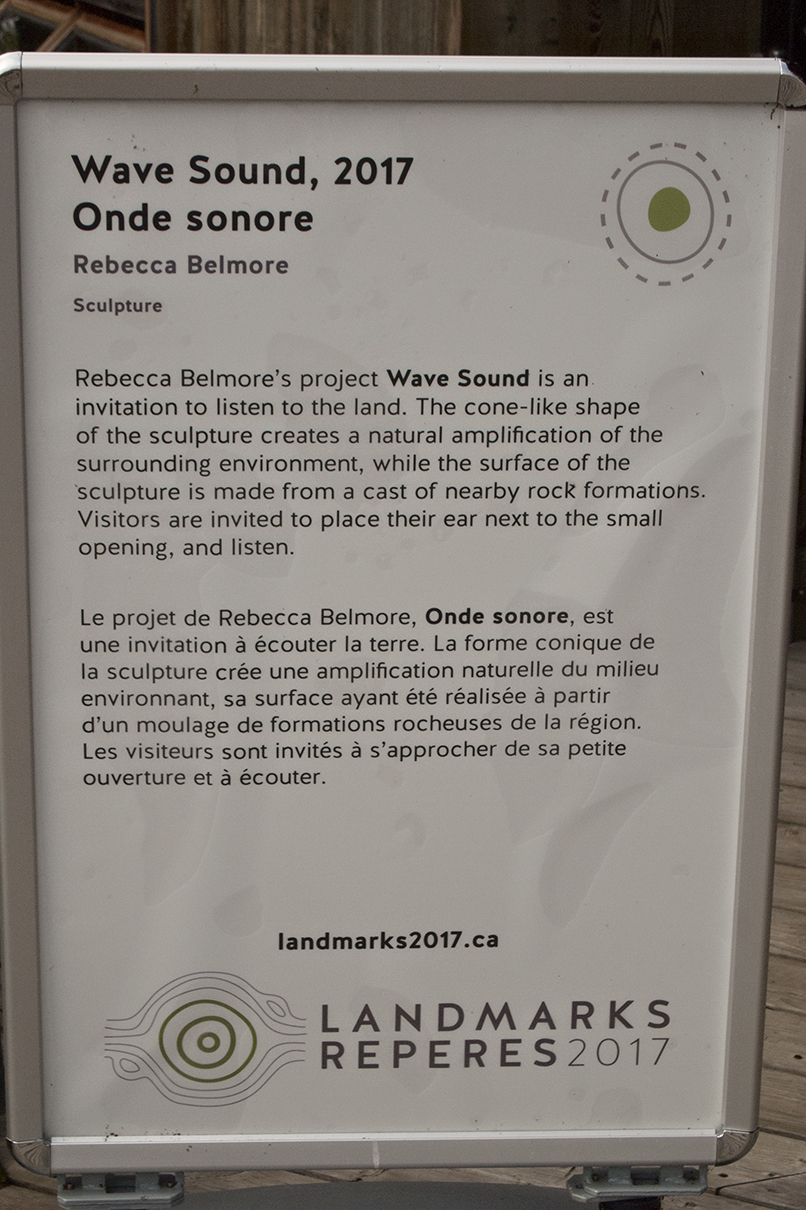 Wave Sound, 2017
Onde sonore
Rebecca Belmore
Sculpture
Rebecca Belmore's project Wave Sound is an
invitation to listen to the land. The cone-like shape
of the sculpture creates a natural amplification of the
surrounding environment, while the surface of the
sculpture is made from a cast of nearby rock formations.
Visitors are invited to place their ear next to the small
opening, and listen.
Le projet de Rebecca Belmore, Onde sonore, est
une invitation à écouter la terre. La forme conique de
la sculpture crée une amplification naturelle du milieu
environnant, sa surface ayant été réalisée à partir
d'un moulage de formations rocheuses de la région.
Les visiteurs sont invités à s'approcher de sa petite
ouverture et à écouter.
landmarks2017.ca
LANDMARKS
REPERES2017